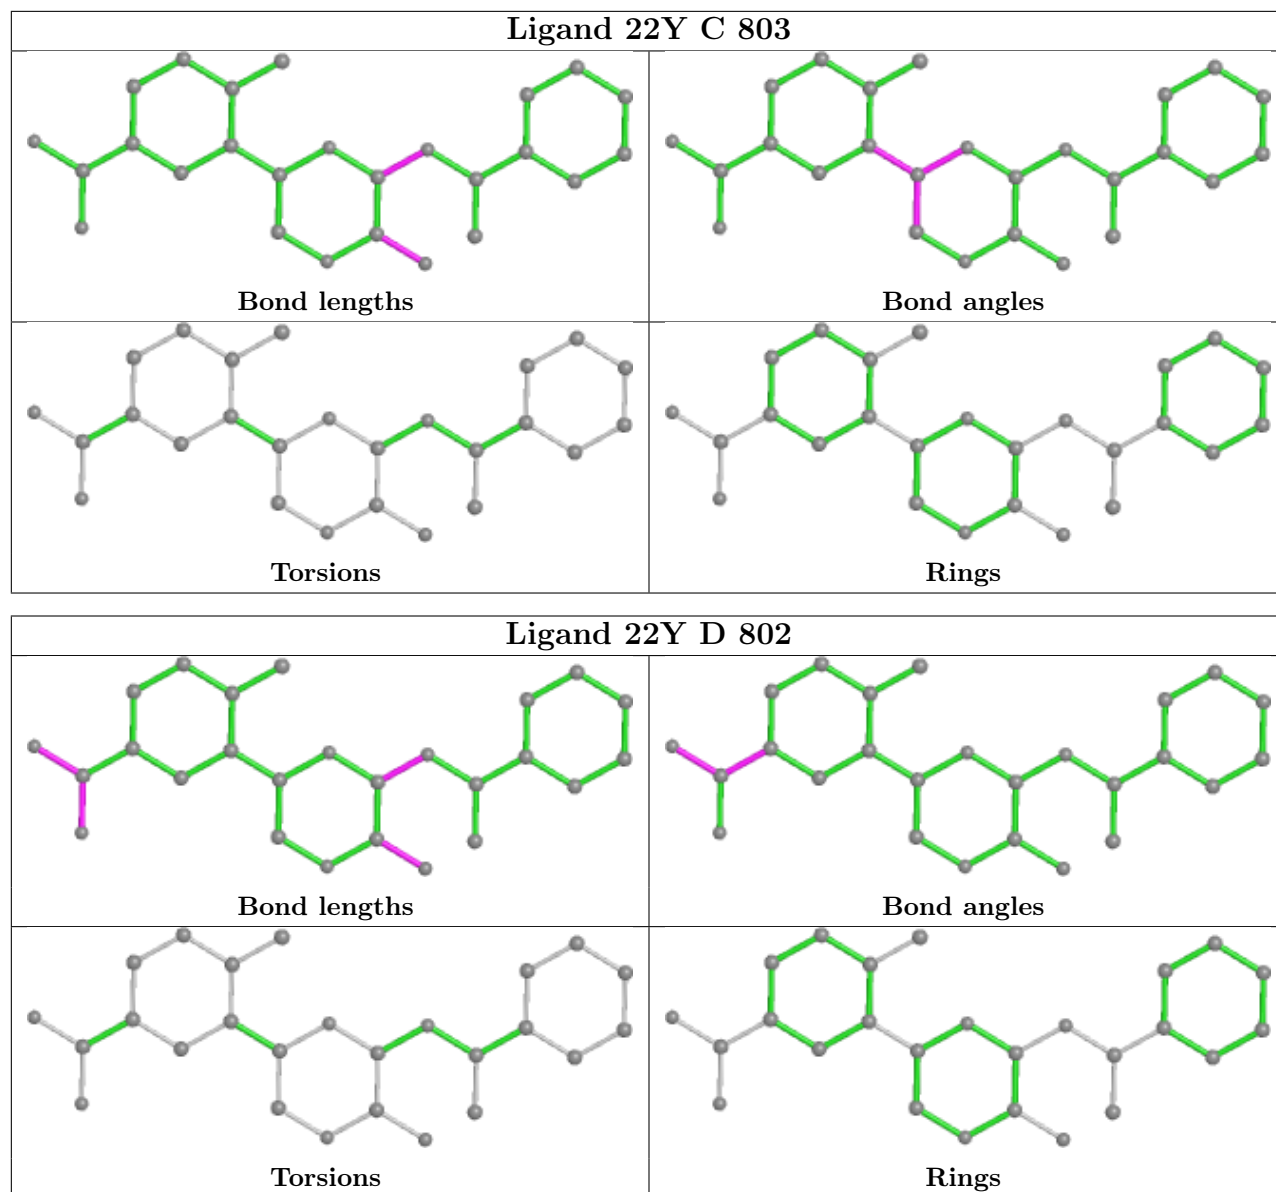 Ligand 22Y C 803
Bond lengths
Bond angles
Torsions
Rings
Ligand 22Y D 802
Bond lengths
Bond angles
Torsions
Rings